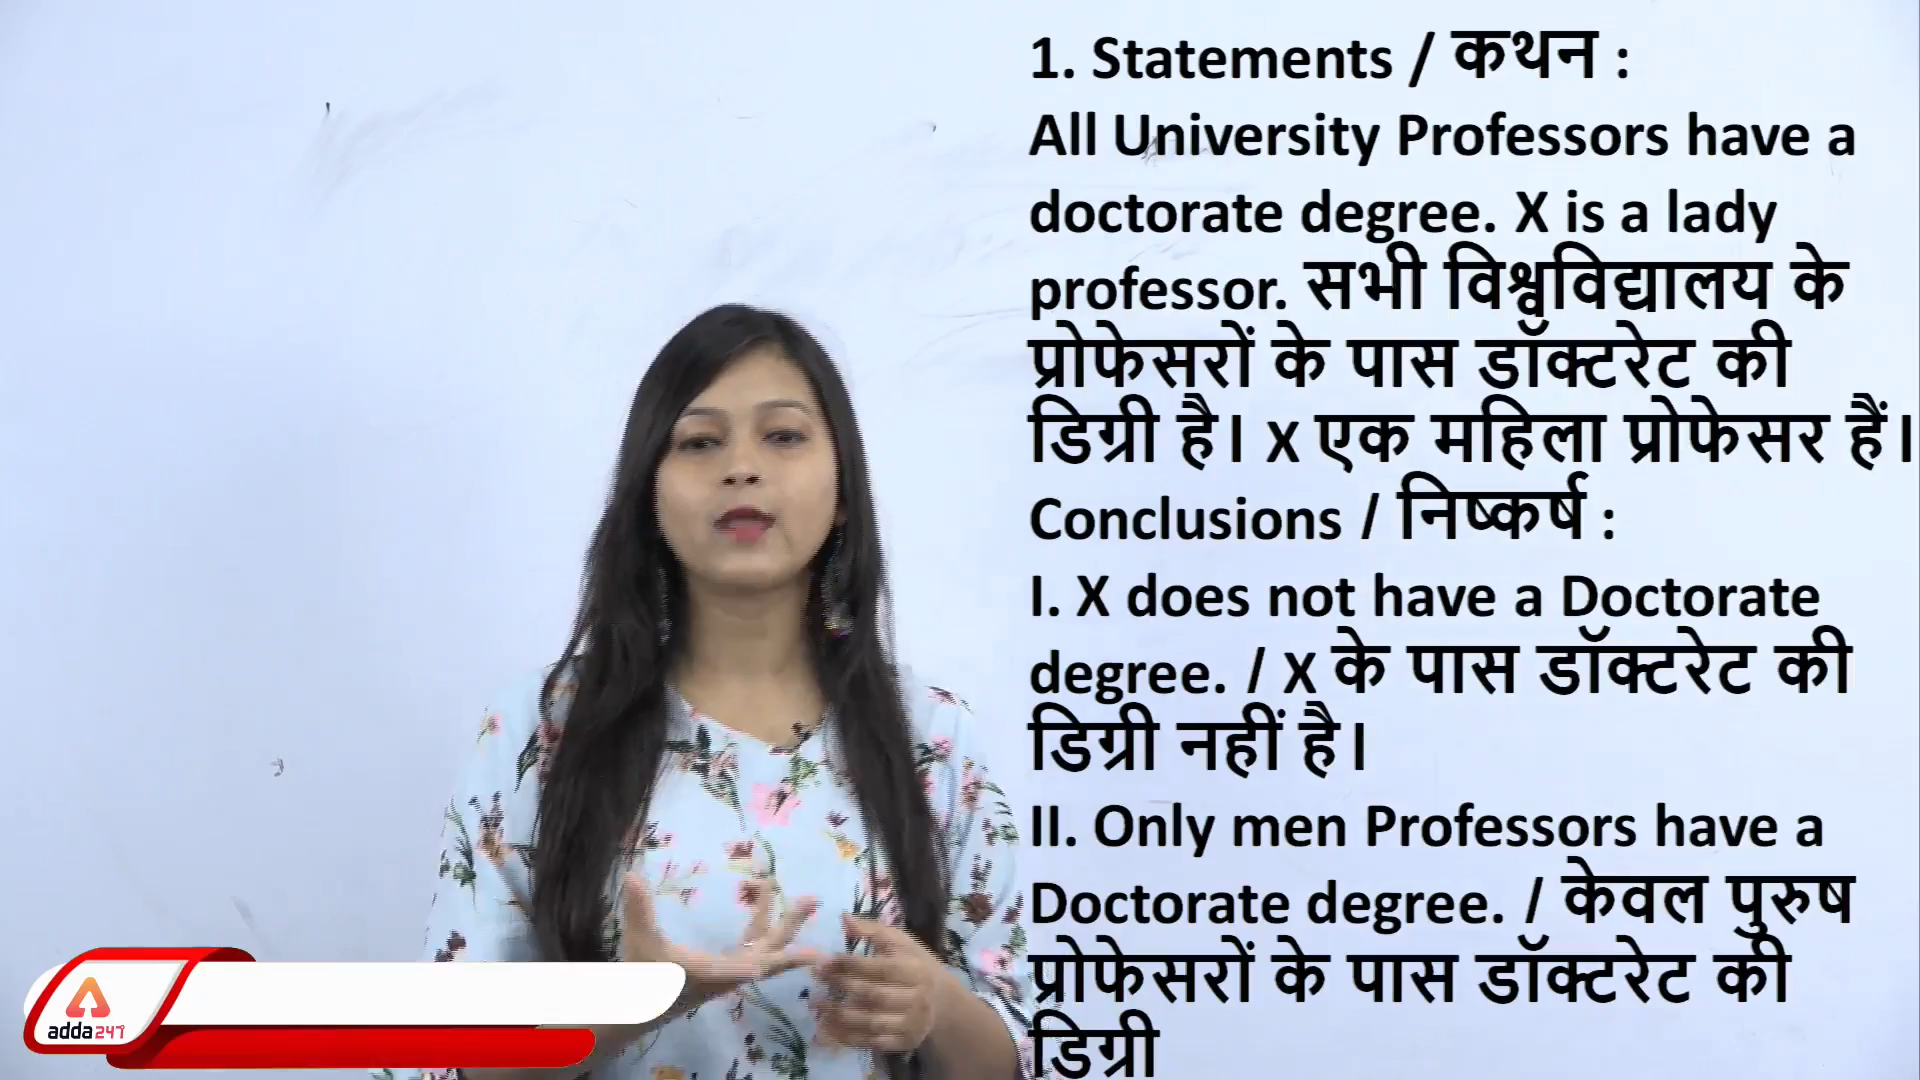 1. Statements / कथन :
All University Professors have a
doctorate degree. X is a lady
professor. सभी विश्वविद्यालय के
प्रोफेसरों के पास डॉक्टरेट की
डिग्री है। X एक महिला प्रोफेसर हैं।
Conclusions / निष्कर्ष :
I. X does not have a Doctorate
degree. / X के पास डॉक्टरेट की
डिग्री नहीं है।
II. Only men Professors have a
Doctorate degree. / केवल पुरुष
प्रोफेसरों के पास डॉक्टरेट की
डिग्री
adda247